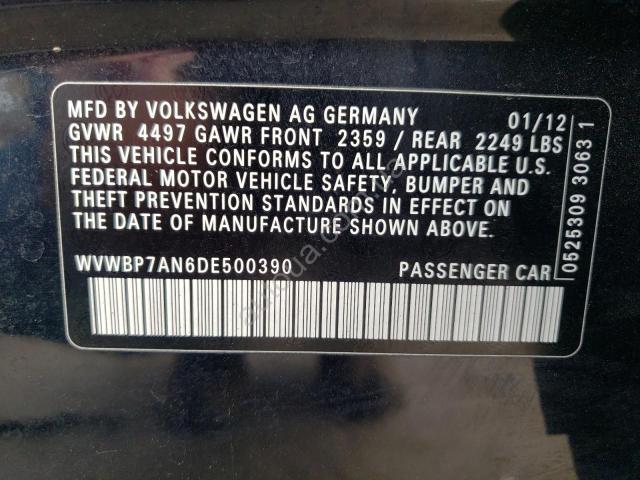 MFD BY VOLKSWAGEN AG GERMANY 01/12
GVWR 4497 GAWR FRONT 2359 / REAR 2249 LBS
THIS VEHICLE CONFORMS TO ALL APPLICABLE U.S.
FEDERAL MOTOR VEHICLE SAFETY, BUMPER AND
THEFT PREVENTION STANDARDS IN EFFECT ON
THE DATE OF MANUFACTURE SHOWN ABOVE.
WVWBP7AN6DE500390 PASSENGER CAR
0525309 3063 1